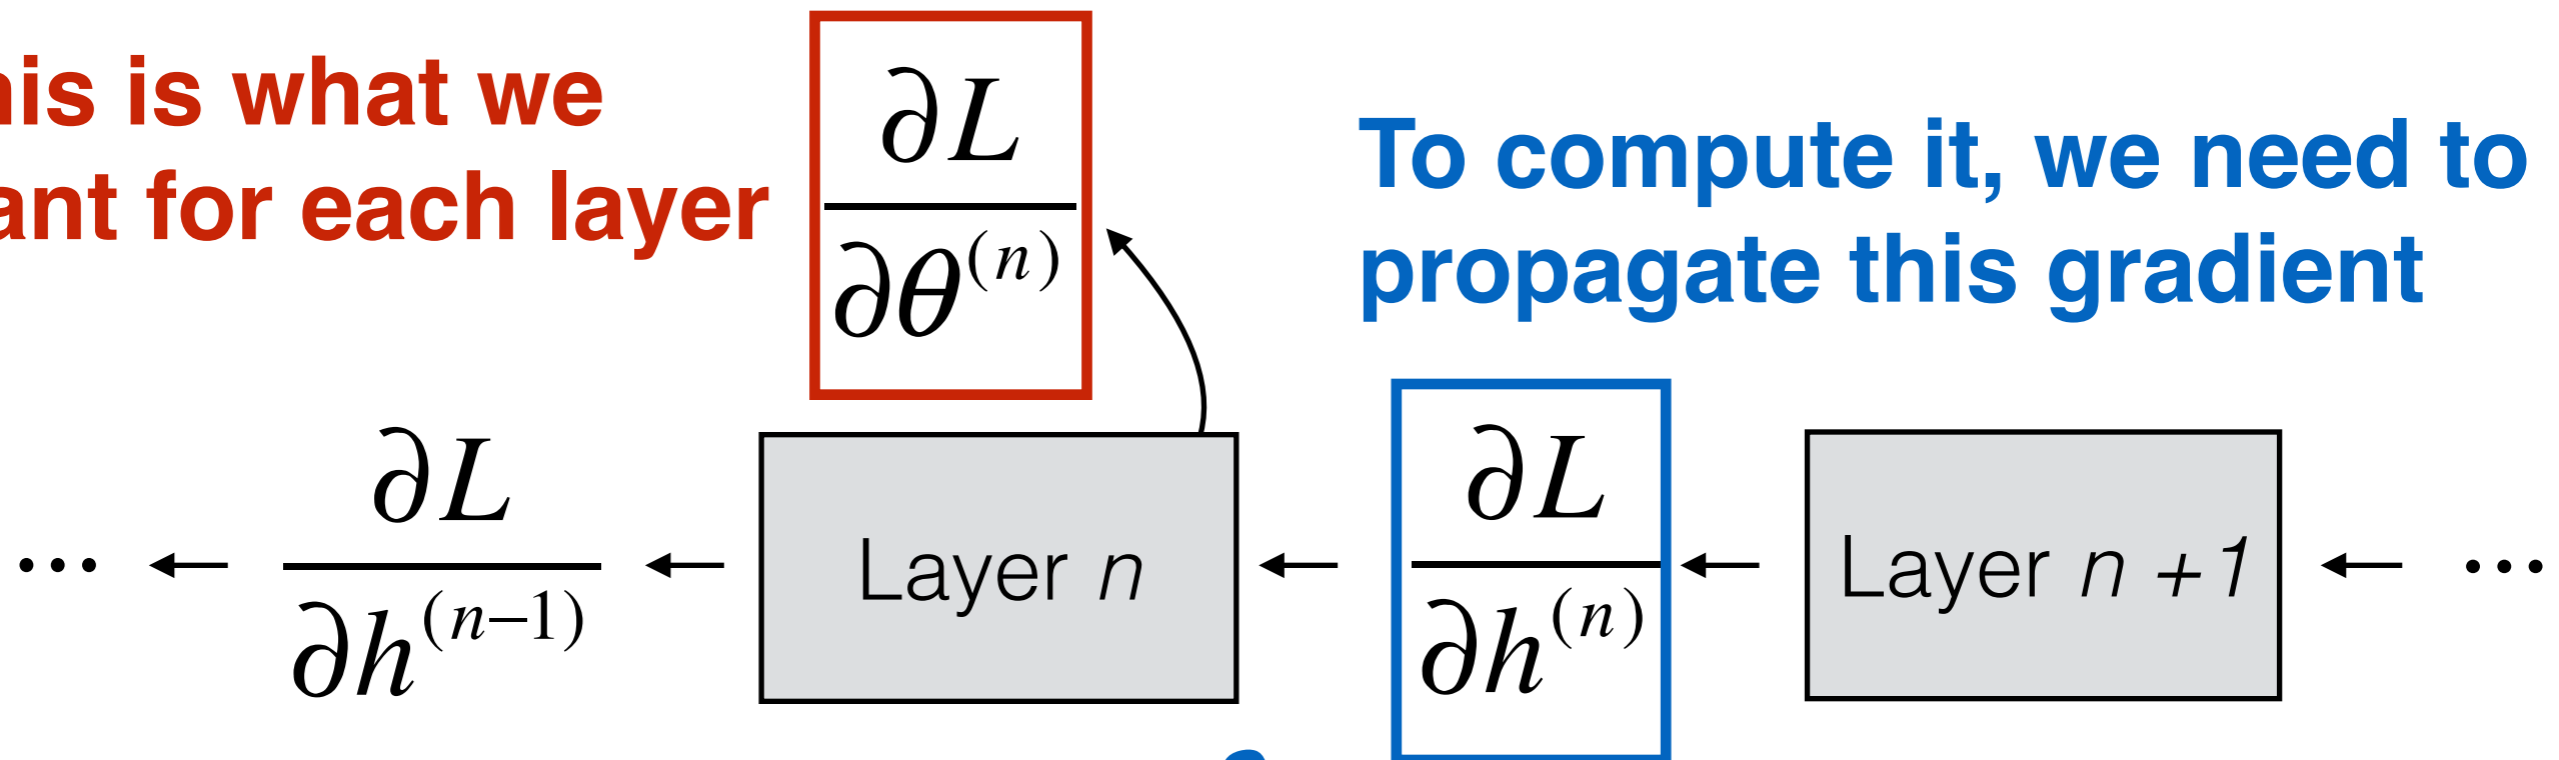 his is what we
ant for each layer
∂L
∂θ^(n)
To compute it, we need to
propagate this gradient
... ← ∂L / ∂h^(n−1) ← Layer n ← ∂L / ∂h^(n) ← Layer n +1 ← ...